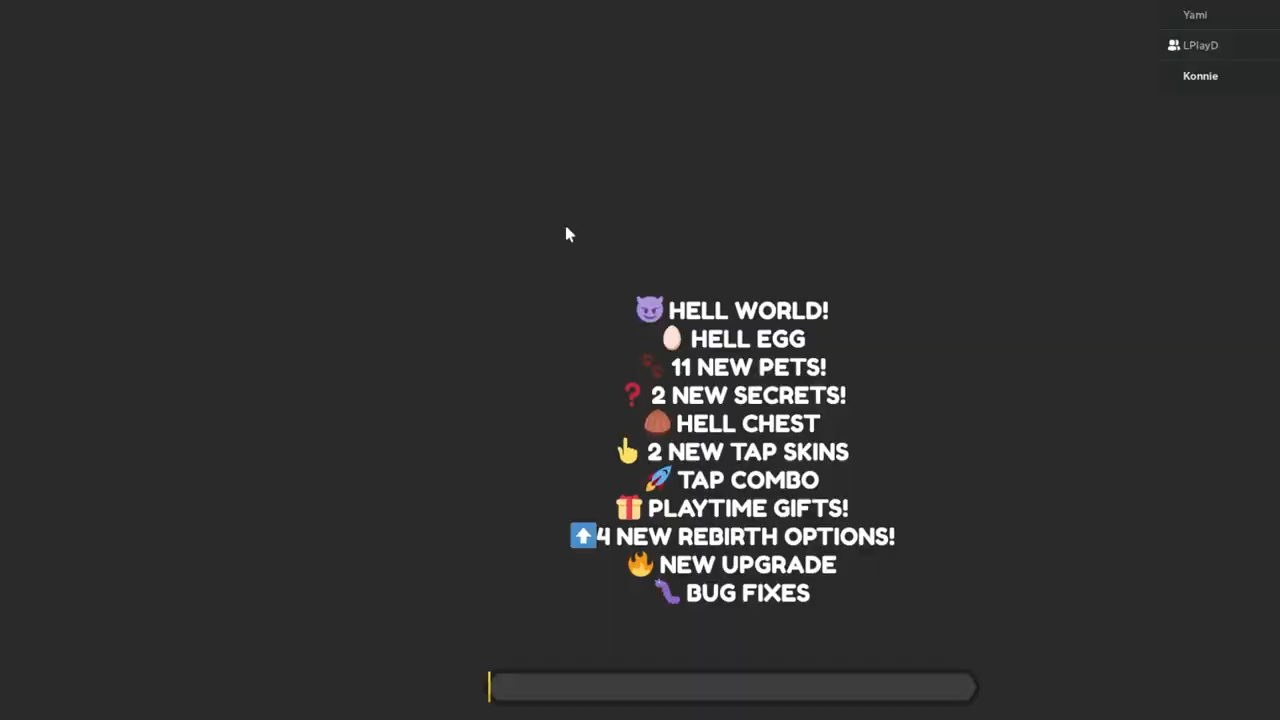 Yami
LPlayD
Konnie
😈 HELL WORLD!
🥚 HELL EGG
🐾 11 NEW PETS!
❓ 2 NEW SECRETS!
🌰 HELL CHEST
👆 2 NEW TAP SKINS
🚀 TAP COMBO
🎁 PLAYTIME GIFTS!
⬆️4 NEW REBIRTH OPTIONS!
🔥 NEW UPGRADE
🐛 BUG FIXES